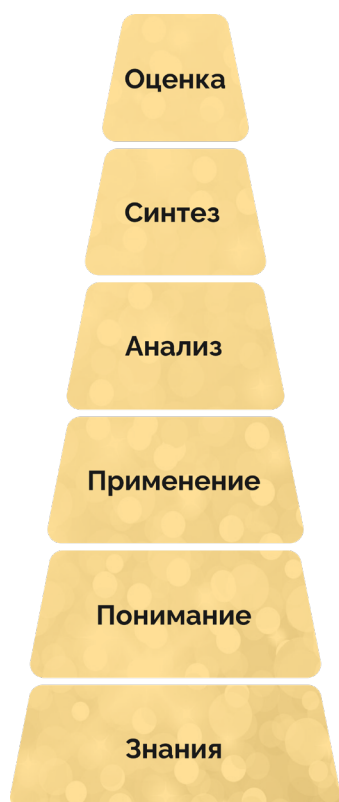 Оценка
Синтез
Анализ
Применение
Понимание
Знания